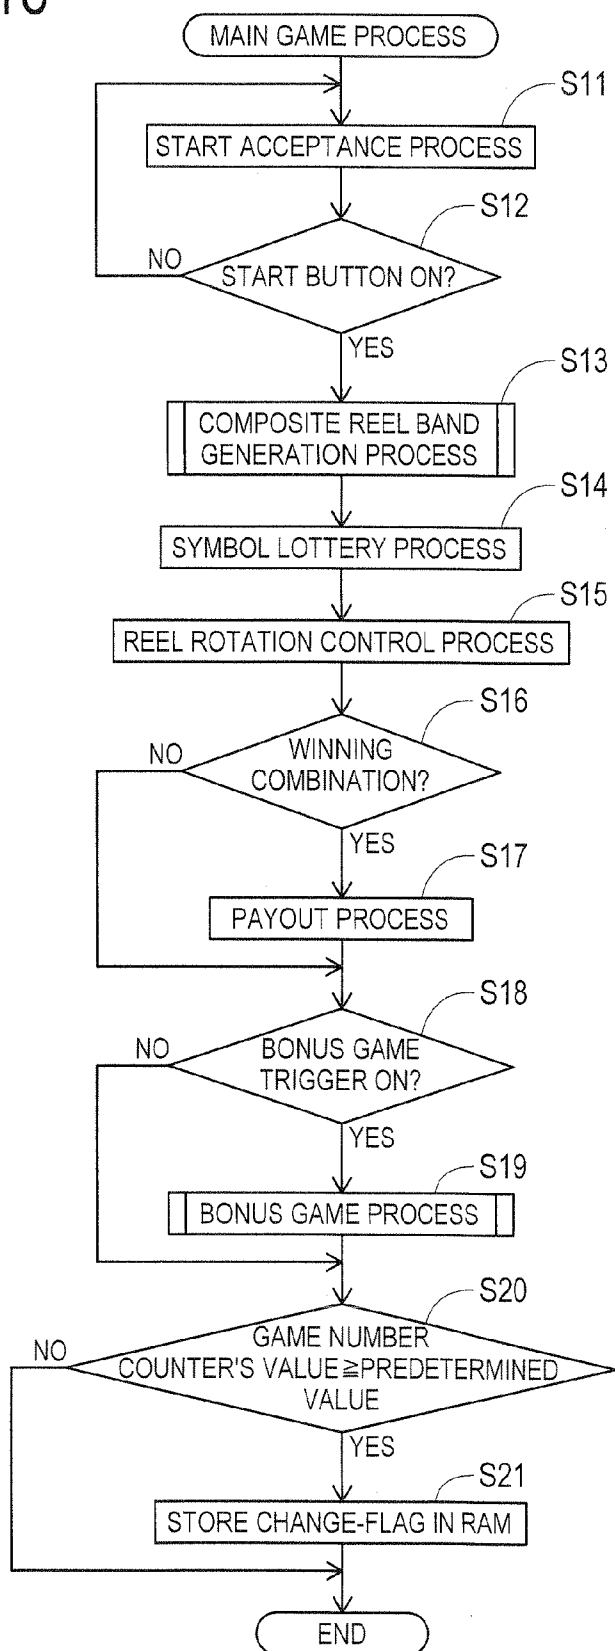 MAIN GAME PROCESS
S11
START ACCEPTANCE PROCESS
S12
NO
START BUTTON ON?
YES
S13
COMPOSITE REEL BAND
GENERATION PROCESS
S14
SYMBOL LOTTERY PROCESS
S15
REEL ROTATION CONTROL PROCESS
S16
NO
WINNING
COMBINATION?
YES
S17
PAYOUT PROCESS
S18
NO
BONUS GAME
TRIGGER ON?
YES
S19
BONUS GAME PROCESS
S20
NO
GAME NUMBER
COUNTER'S VALUE≧PREDETERMINED
VALUE
YES
S21
STORE CHANGE-FLAG IN RAM
END